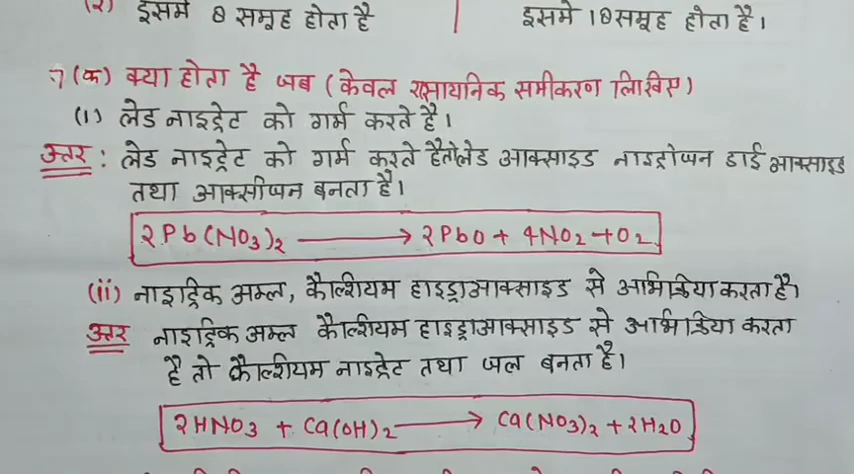 (२) इसमें 8 समूह होता है
इसमें 18 समूह होता है।
7 (क) क्या होता है जब (केवल रासायनिक समीकरण लिखिए)
(i) लेड नाइट्रेट को गर्म करते है।
उत्तर : लेड नाइट्रेट को गर्म करते है तो लेड आक्साइड नाइट्रोजन डाई आक्साइड
तथा आक्सीजन बनता है।
2Pb(NO3)2 ⟶ 2PbO + 4NO2 + O2
(ii) नाइट्रिक अम्ल, कैल्शियम हाइड्राआक्साइड से अभिक्रिया करता है।
उत्तर नाइट्रिक अम्ल कैल्शियम हाइड्राआक्साइड से अभिक्रिया करता
है तो कैल्शियम नाइट्रेट तथा जल बनता है।
2HNO3 + Ca(OH)2 ⟶ Ca(NO3)2 + 2H2O